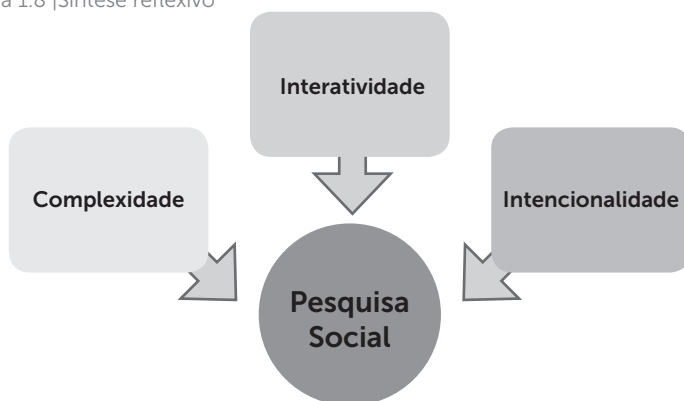 a 1.8 |Síntese reflexivo
Interatividade
Complexidade
Intencionalidade
Pesquisa
Social